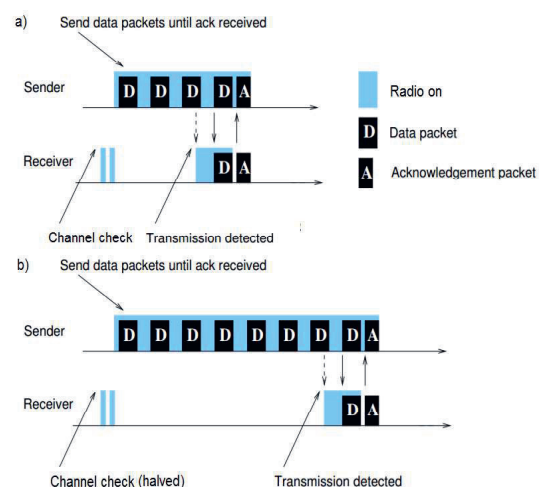 a)
Send data packets until ack received
Sender
D D D D A
Receiver
D A
Channel check
Transmission detected
Radio on
D Data packet
A Acknowledgement packet
:
b)
Send data packets until ack received
Sender
D D D D D D D D A
Receiver
D A
Channel check (halved)
Transmission detected